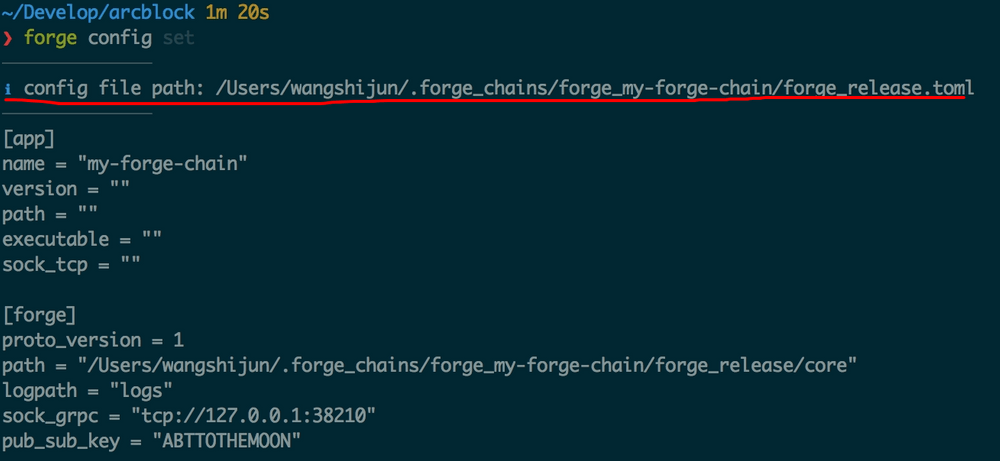 ~/Develop/arcblock 1m 20s
❯ forge config set
ℹ config file path: /Users/wangshijun/.forge_chains/forge_my-forge-chain/forge_release.toml
[app]
name = "my-forge-chain"
version = ""
path = ""
executable = ""
sock_tcp = ""
[forge]
proto_version = 1
path = "/Users/wangshijun/.forge_chains/forge_my-forge-chain/forge_release/core"
logpath = "logs"
sock_grpc = "tcp://127.0.0.1:38210"
pub_sub_key = "ABTTOTHEMOON"